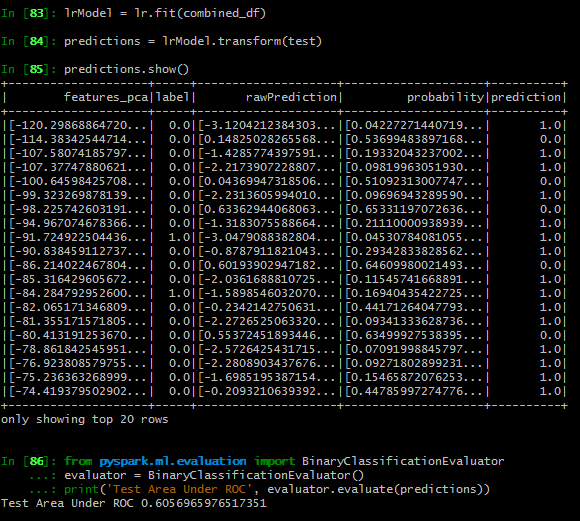 In [83]: lrModel = lr.fit(combined_df)
In [84]: predictions = lrModel.transform(test)
In [85]: predictions.show()
+--------------------+-----+--------------------+--------------------+----------+
|        features_pca|label|       rawPrediction|         probability|prediction|
+--------------------+-----+--------------------+--------------------+----------+
|[-120.29868864720...|  0.0|[-3.1204212384303...|[0.04227271440719...|       1.0|
|[-114.38342544714...|  0.0|[0.14825028265568...|[0.53699483897168...|       0.0|
|[-107.58074185797...|  0.0|[-1.4285774397591...|[0.19332043237002...|       1.0|
|[-107.37747880621...|  0.0|[-2.2173907228807...|[0.09819963051930...|       1.0|
|[-100.64598425708...|  0.0|[0.04369947318506...|[0.51092313007747...|       0.0|
|[-99.323269878139...|  0.0|[-2.2313605994010...|[0.09696943289590...|       1.0|
|[-98.225742603191...|  0.0|[0.63362944068063...|[0.65331197072636...|       0.0|
|[-94.967074678366...|  0.0|[-1.3183075588664...|[0.21110000938939...|       1.0|
|[-91.724922504436...|  1.0|[-3.0479088382804...|[0.04530784081055...|       1.0|
|[-90.838459112737...|  0.0|[-0.8787911821043...|[0.29342833828562...|       1.0|
|[-86.214022467804...|  0.0|[0.60193902947182...|[0.64609980021493...|       0.0|
|[-85.316429605672...|  0.0|[-2.0361688810725...|[0.11545741668891...|       1.0|
|[-84.284792952600...|  1.0|[-1.5898546032070...|[0.16940435422725...|       1.0|
|[-82.065171346809...|  0.0|[-0.2342142750631...|[0.44171264047793...|       1.0|
|[-81.355171571805...|  0.0|[-2.2726525063320...|[0.09341333628736...|       1.0|
|[-80.413191253670...|  0.0|[0.55372451893446...|[0.63499927538395...|       0.0|
|[-78.861842545951...|  0.0|[-2.5726425431715...|[0.07091998845797...|       1.0|
|[-76.923808579755...|  0.0|[-2.2808903437676...|[0.09271802899231...|       1.0|
|[-75.236363268999...|  0.0|[-1.6985195387154...|[0.15465872076253...|       1.0|
|[-74.419379502902...|  0.0|[-0.2093210639392...|[0.44785997274776...|       1.0|
+--------------------+-----+--------------------+--------------------+----------+
only showing top 20 rows
In [86]: from pyspark.ml.evaluation import BinaryClassificationEvaluator
...: evaluator = BinaryClassificationEvaluator()
...: print('Test Area Under ROC', evaluator.evaluate(predictions))
Test Area Under ROC 0.6056965976517351